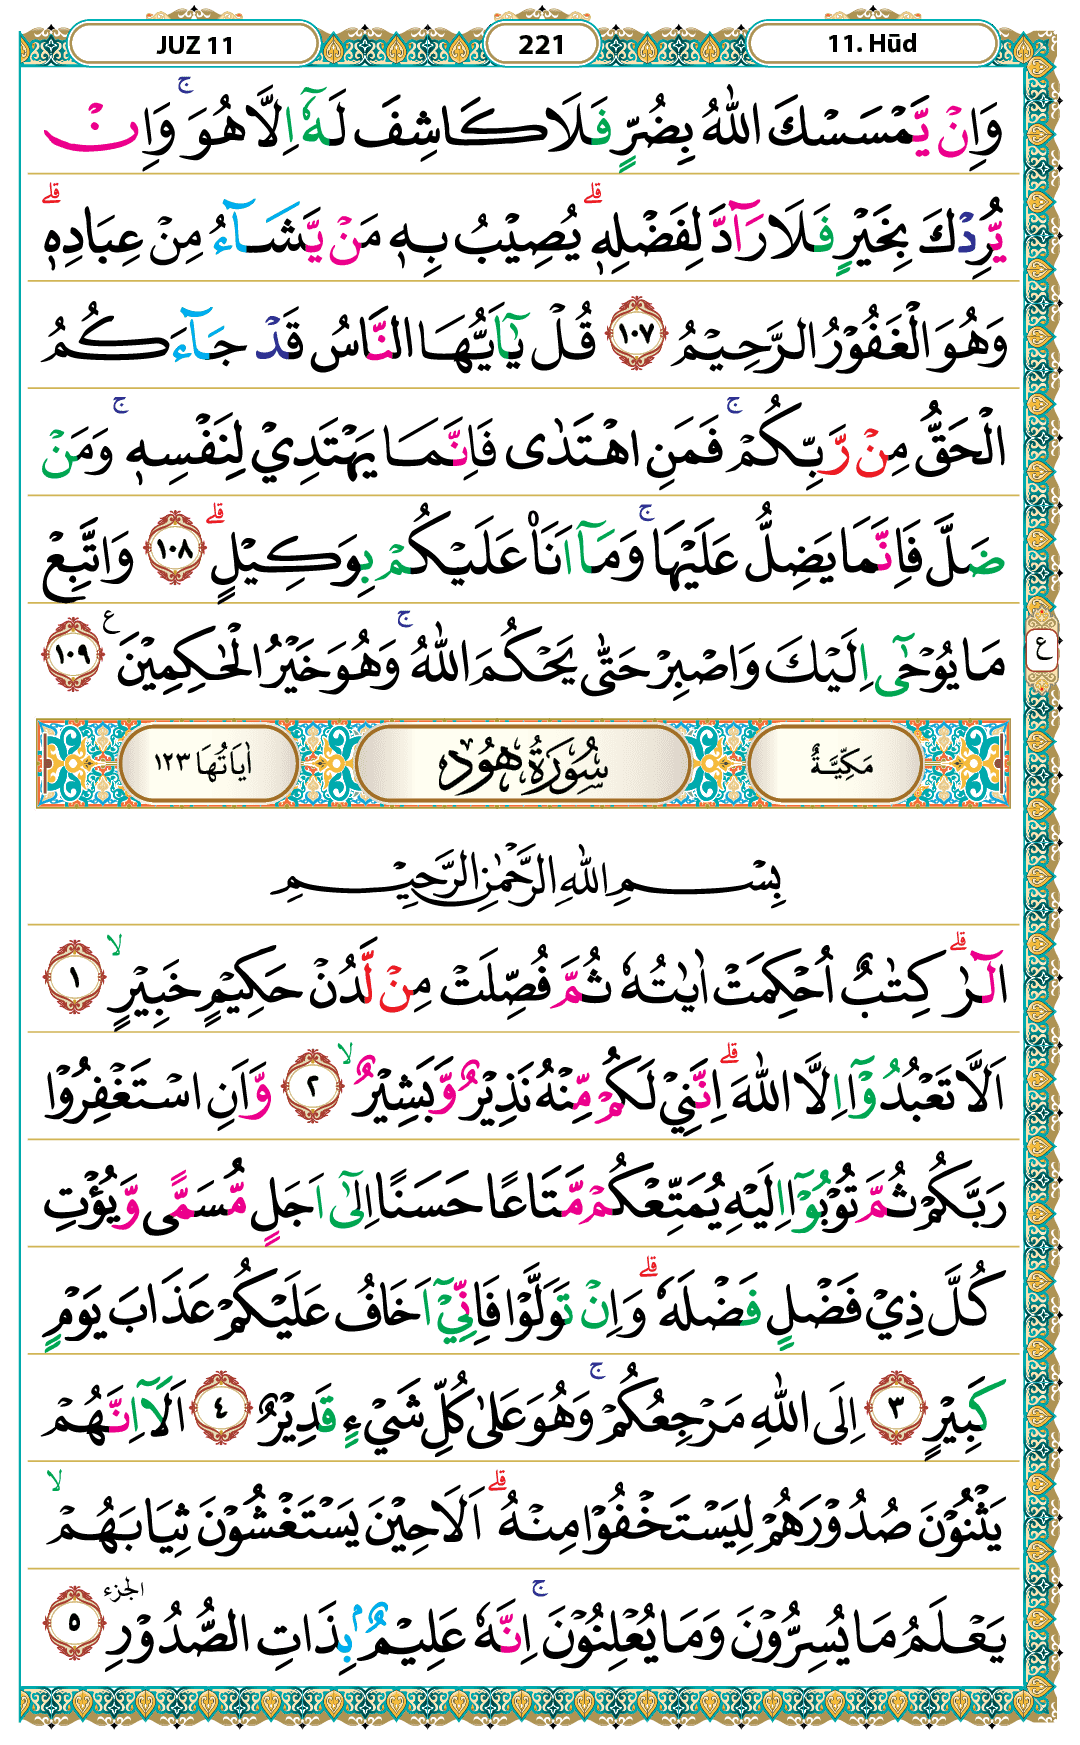 JUZ 11
221
11. Hūd
وَاِنْ يَّمْسَسْكَ اللّٰهُ بِضُرٍّ فَلَا كَاشِفَ لَهٗٓ اِلَّا هُوَ ۚ وَاِنْ
يُّرِدْكَ بِخَيْرٍ فَلَا رَآدَّ لِفَضْلِهٖ ۗ يُصِيْبُ بِهٖ مَنْ يَّشَآءُ مِنْ عِبَادِهٖ ۗ
وَهُوَ الْغَفُوْرُ الرَّحِيْمُ ١٠٧ قُلْ يٰٓاَيُّهَا النَّاسُ قَدْ جَآءَكُمُ
الْحَقُّ مِنْ رَّبِّكُمْ ۚ فَمَنِ اهْتَدٰى فَاِنَّمَا يَهْتَدِيْ لِنَفْسِهٖ ۚ وَمَنْ
ضَلَّ فَاِنَّمَا يَضِلُّ عَلَيْهَا ۚ وَمَآ اَنَا۠ عَلَيْكُمْ بِوَكِيْلٍ ۗ ١٠٨ وَاتَّبِعْ
مَا يُوْحٰٓى اِلَيْكَ وَاصْبِرْ حَتّٰى يَحْكُمَ اللّٰهُ ۚ وَهُوَ خَيْرُ الْحٰكِمِيْنَ ع ١٠٩
ع
مَكِّيَّةٌ سُوْرَةُ هُوْدٍ اٰيَاتُهَا ١٢٣
بِسْمِ اللّٰهِ الرَّحْمٰنِ الرَّحِيْمِ
الٓرٰ ۗ كِتٰبٌ اُحْكِمَتْ اٰيٰتُهٗ ثُمَّ فُصِّلَتْ مِنْ لَّدُنْ حَكِيْمٍ خَبِيْرٍ ۙ ١
اَلَّا تَعْبُدُوْٓا اِلَّا اللّٰهَ ۗ اِنَّنِيْ لَكُمْ مِّنْهُ نَذِيْرٌ وَّبَشِيْرٌ ۙ ٢ وَّاَنِ اسْتَغْفِرُوْا
رَبَّكُمْ ثُمَّ تُوْبُوْٓا اِلَيْهِ يُمَتِّعْكُمْ مَّتَاعًا حَسَنًا اِلٰٓى اَجَلٍ مُّسَمًّى وَّيُؤْتِ
كُلَّ ذِيْ فَضْلٍ فَضْلَهٗ ۗ وَاِنْ تَوَلَّوْا فَاِنِّيْٓ اَخَافُ عَلَيْكُمْ عَذَابَ يَوْمٍ
كَبِيْرٍ ٣ اِلَى اللّٰهِ مَرْجِعُكُمْ ۚ وَهُوَ عَلٰى كُلِّ شَيْءٍ قَدِيْرٌ ٤ اَلَآ اِنَّهُمْ
يَثْنُوْنَ صُدُوْرَهُمْ لِيَسْتَخْفُوْا مِنْهُ ۗ اَلَا حِيْنَ يَسْتَغْشُوْنَ ثِيَابَهُمْ ۙ
يَعْلَمُ مَا يُسِرُّوْنَ وَمَا يُعْلِنُوْنَ ۚ اِنَّهٗ عَلِيْمٌ ۢ بِذَاتِ الصُّدُوْرِ الجزء ٥